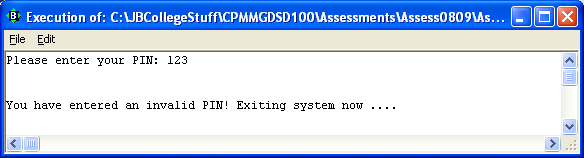 Execution of: C:\JBCollegeStuff\CPMMGDSD100\Assessments\Assess0809\As...
File Edit
Please enter your PIN: 123
You have entered an invalid PIN! Exiting system now ....